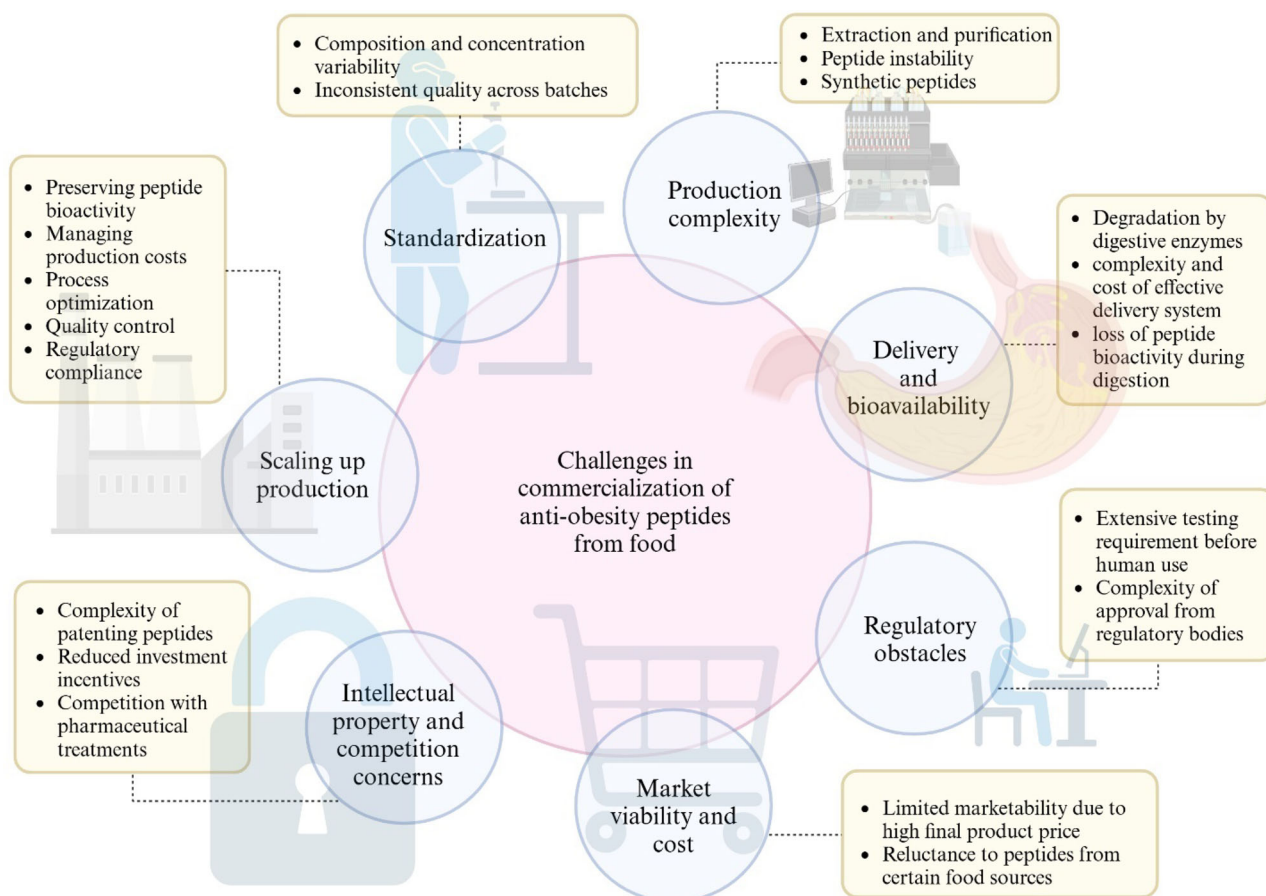 • Composition and concentration
variability
• Inconsistent quality across batches
• Extraction and purification
• Peptide instability
• Synthetic peptides
Standardization
Production
complexity
• Preserving peptide
bioactivity
• Managing
production costs
• Process
optimization
• Quality control
• Regulatory
compliance
• Degradation by
digestive enzymes
• complexity and
cost of effective
delivery system
• loss of peptide
bioactivity during
digestion
Delivery
and
bioavailability
Scaling up
production
Challenges in
commercialization of
anti-obesity peptides
from food
• Extensive testing
requirement before
human use
• Complexity of
approval from
regulatory bodies
Regulatory
obstacles
• Complexity of
patenting peptides
• Reduced investment
incentives
• Competition with
pharmaceutical
treatments
Intellectual
property and
competition
concerns
Market
viability and
cost
• Limited marketability due to
high final product price
• Reluctance to peptides from
certain food sources